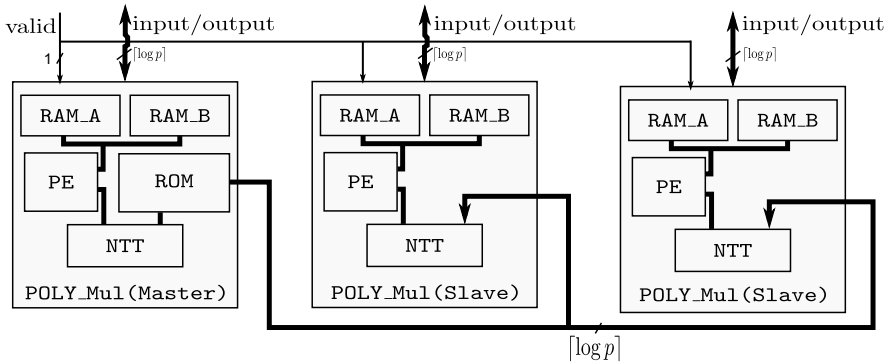 valid
input/output
input/output
input/output
1
⌈log p⌉
⌈log p⌉
⌈log p⌉
RAM_A
RAM_B
RAM_A
RAM_B
RAM_A
RAM_B
PE
ROM
PE
PE
NTT
NTT
NTT
POLY_Mul(Master)
POLY_Mul(Slave)
POLY_Mul(Slave)
⌈log p⌉